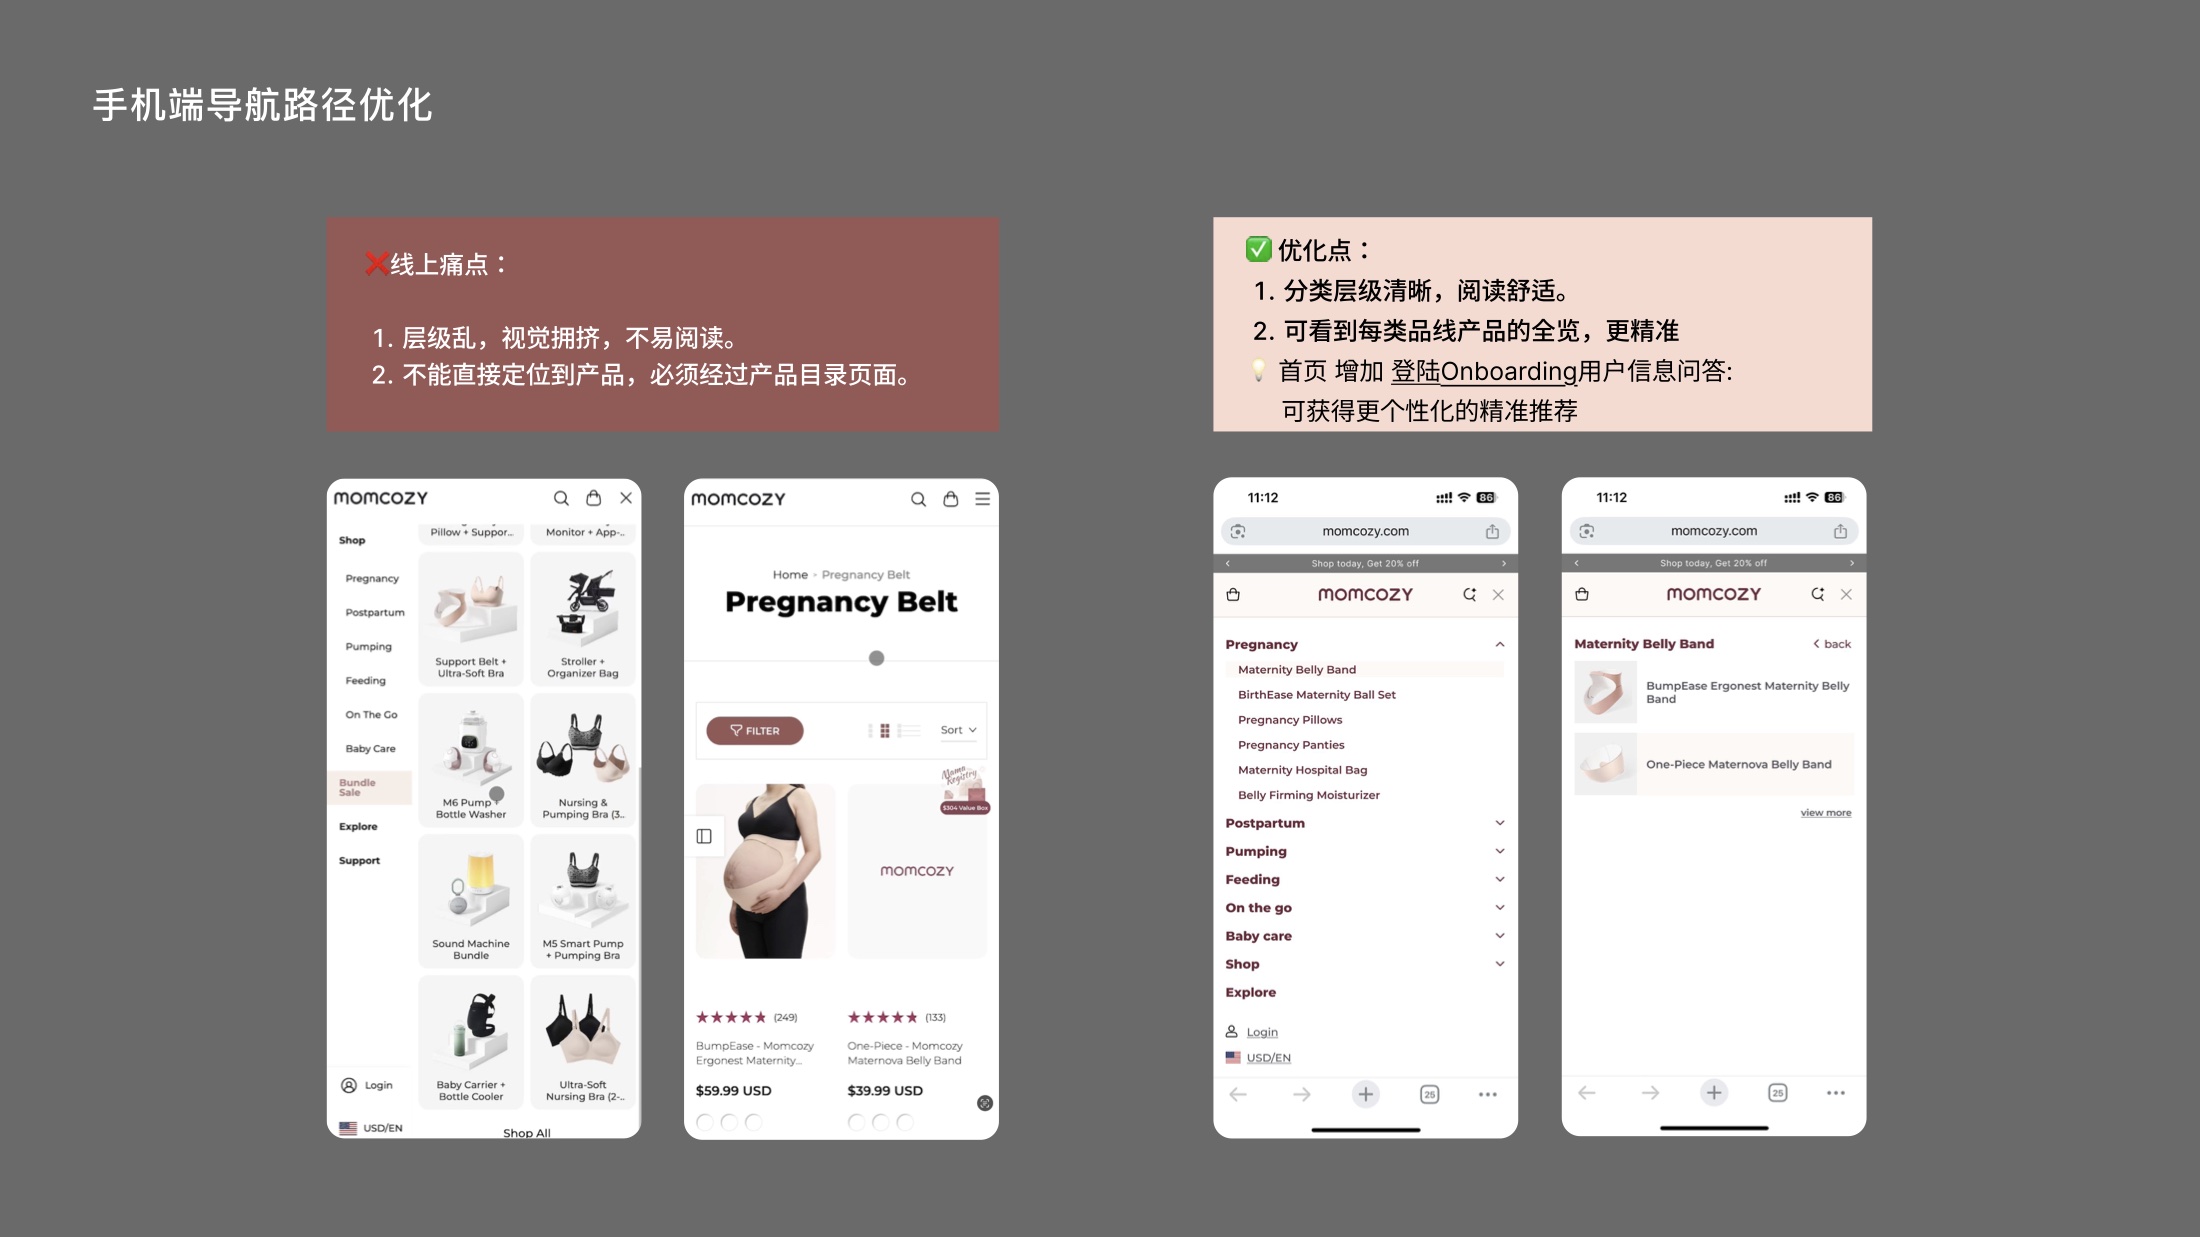 手机端导航路径优化
❌线上痛点：
1. 层级乱，视觉拥挤，不易阅读。
2. 不能直接定位到产品，必须经过产品目录页面。
✅ 优化点：
1. 分类层级清晰，阅读舒适。
2. 可看到每类品线产品的全览，更精准
💡 首页 增加 登陆Onboarding用户信息问答:
可获得更个性化的精准推荐
momcozy
Shop
Pregnancy
Postpartum
Pumping
Feeding
On The Go
Baby Care
Bundle
Sale
Explore
Support
Login
USD/EN
Pillow + Suppor...
Monitor + App-..
Support Belt +
Ultra-Soft Bra
Stroller +
Organizer Bag
M6 Pump +
Bottle Washer
Nursing &
Pumping Bra (3..
Sound Machine
Bundle
M5 Smart Pump
+ Pumping Bra
Baby Carrier +
Bottle Cooler
Ultra-Soft
Nursing Bra (2-..
Shop All
momcozy
Home
Pregnancy Belt
Pregnancy Belt
FILTER
Sort
Mama
Registry
$304 Value Box
momcozy
★★★★★ (249)
BumpEase - Momcozy
Ergonest Maternity...
$59.99 USD
★★★★★ (133)
One-Piece - Momcozy
Maternova Belly Band
$39.99 USD
11:12
86
momcozy.com
Shop today, Get 20% off
momcozy
Pregnancy
Maternity Belly Band
BirthEase Maternity Ball Set
Pregnancy Pillows
Pregnancy Panties
Maternity Hospital Bag
Belly Firming Moisturizer
Postpartum
Pumping
Feeding
On the go
Baby care
Shop
Explore
Login
USD/EN
25
11:12
86
momcozy.com
Shop today, Get 20% off
momcozy
Maternity Belly Band
back
BumpEase Ergonest Maternity Belly
Band
One-Piece Maternova Belly Band
view more
25